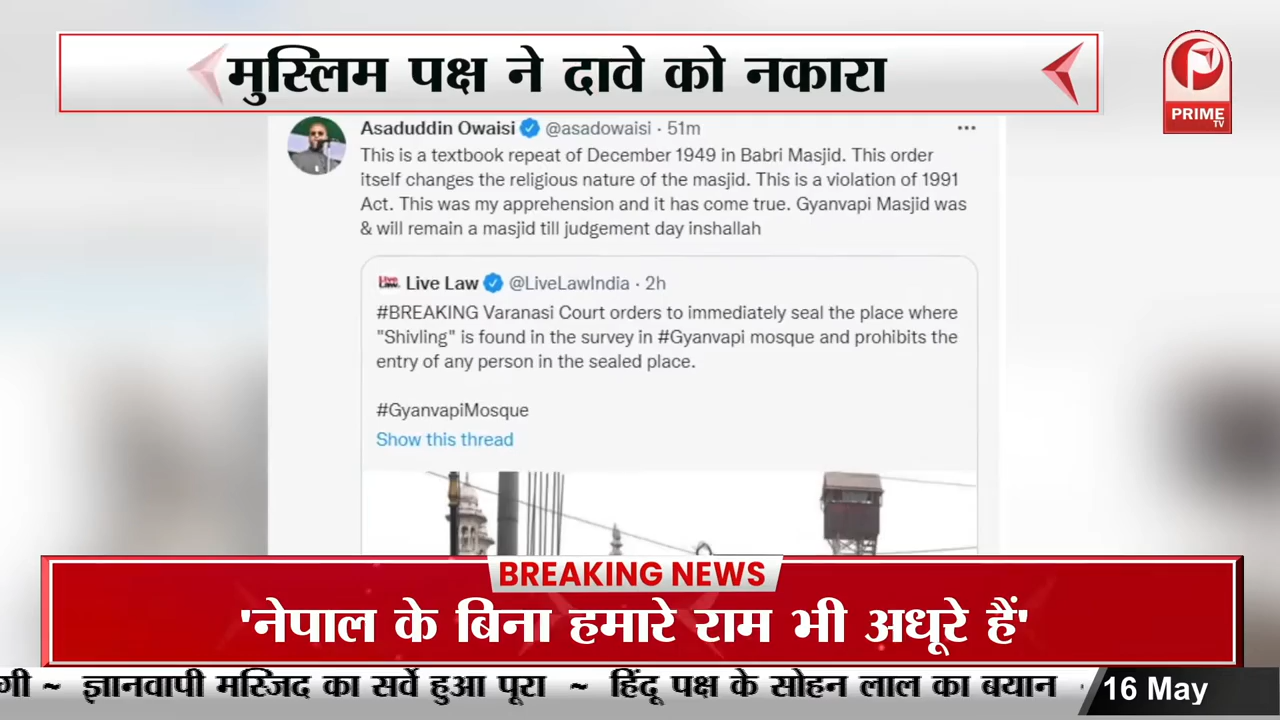 मुस्लिम पक्ष ने दावे को नकारा
PRIME
TV
Asaduddin Owaisi @asadowaisi · 51m
This is a textbook repeat of December 1949 in Babri Masjid. This order
itself changes the religious nature of the masjid. This is a violation of 1991
Act. This was my apprehension and it has come true. Gyanvapi Masjid was
& will remain a masjid till judgement day inshallah
Live Law
Live Law @LiveLawIndia · 2h
#BREAKING Varanasi Court orders to immediately seal the place where
"Shivling" is found in the survey in #Gyanvapi mosque and prohibits the
entry of any person in the sealed place.
#GyanvapiMosque
Show this thread
BREAKING NEWS
'नेपाल के बिना हमारे राम भी अधूरे हैं'
गी ~ ज्ञानवापी मस्जिद का सर्वे हुआ पूरा ~ हिंदू पक्ष के सोहन लाल का बयान
16 May